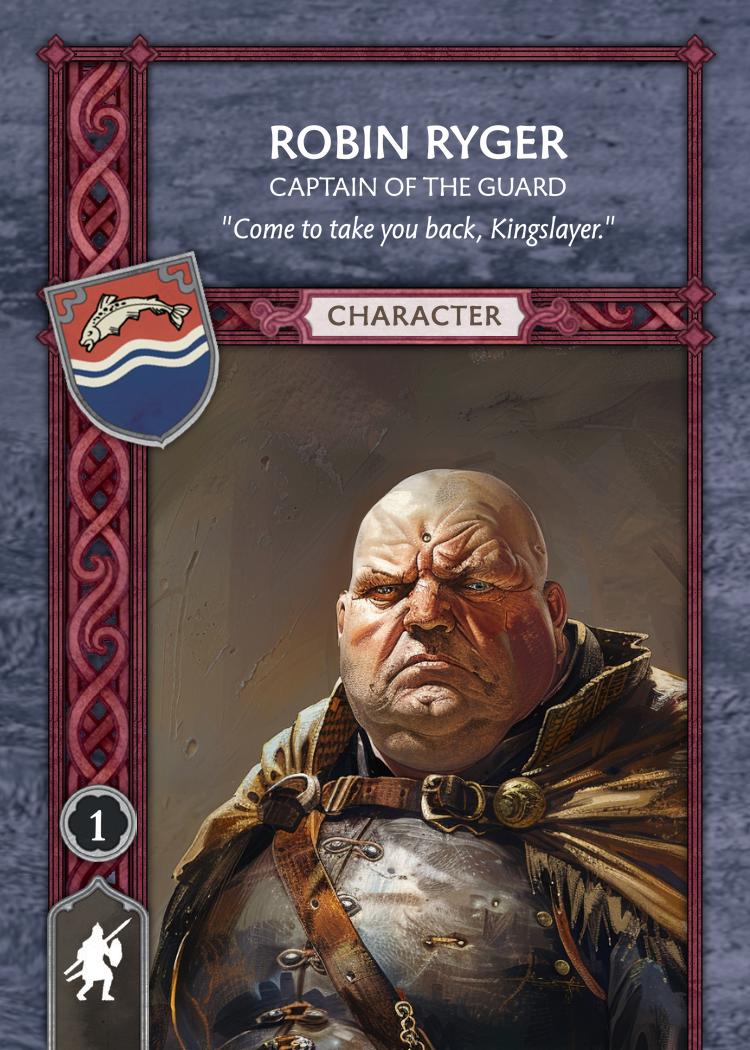 ROBIN RYGER
CAPTAIN OF THE GUARD
"Come to take you back, Kingslayer."
CHARACTER
1